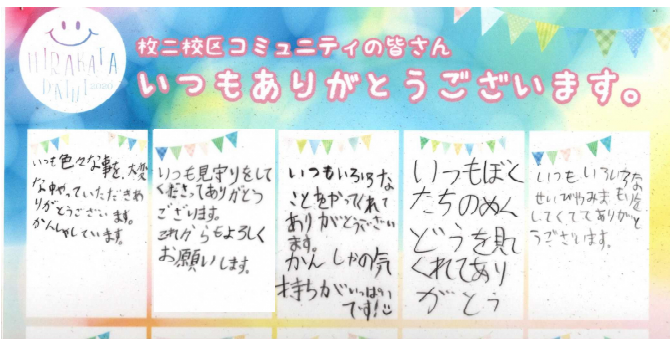 HIRAKATA
DAINI
枚二校区コミュニティの皆さん
いつもありがとうございます。
いつも色々な事を、大変
な中やっていただきあ
りがとうございます。
かんしゃしています。
いつも見守りをして
くださってありがとう
ございます。
これからもよろしく
お願いします。
いつもいろいろな
ことをやってくれて
ありがとうござい
ます。
かんしゃの気
持ちがいっぱい
です!
いつもぼく
たちのめん
どうを見て
くれてあり
がとう
いつも、いろいろな
せいびやみまもりを
してくててありがと
うございます。